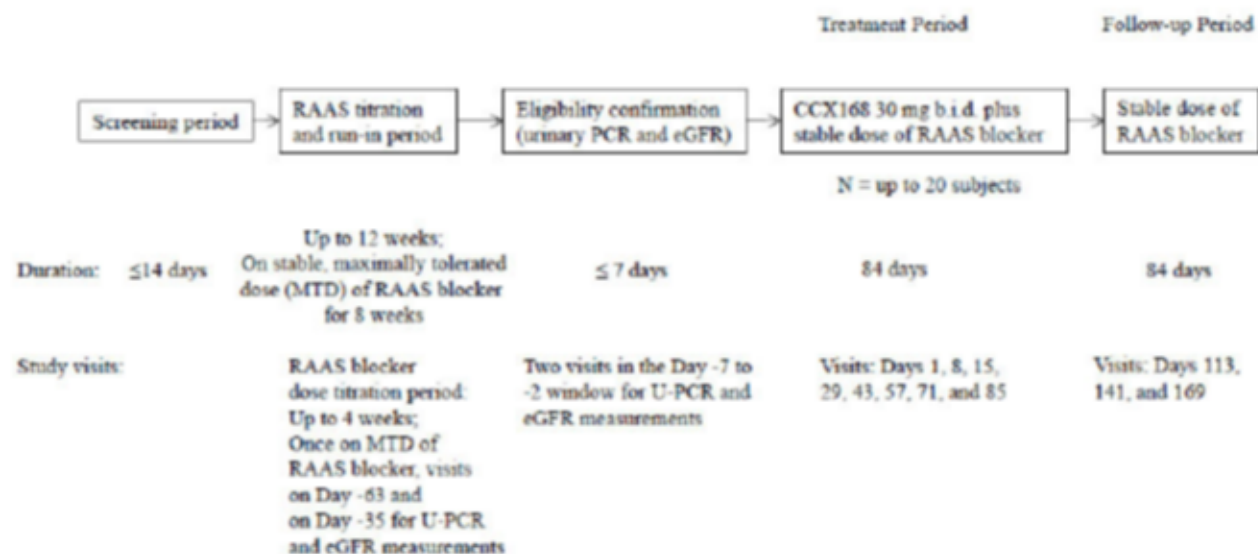 Treatment Period
Follow-up Period
Screening period
RAAS titration
and run-in period
Eligibility confirmation
(urinary PCR and eGFR)
CCX168 30 mg b.i.d. plus
stable dose of RAAS blocker
Stable dose of
RAAS blocker
N = up to 20 subjects
Duration:
≤14 days
Up to 12 weeks;
On stable, maximally tolerated
dose (MTD) of RAAS blocker
for 8 weeks
≤ 7 days
84 days
84 days
Study visits:
RAAS blocker
dose titration period:
Up to 4 weeks;
Once on MTD of
RAAS blocker, visits
on Day -63 and
on Day -35 for U-PCR
and eGFR measurements
Two visits in the Day -7 to
-2 window for U-PCR and
eGFR measurements
Visits: Days 1, 8, 15,
29, 43, 57, 71, and 85
Visits: Days 113,
141, and 169